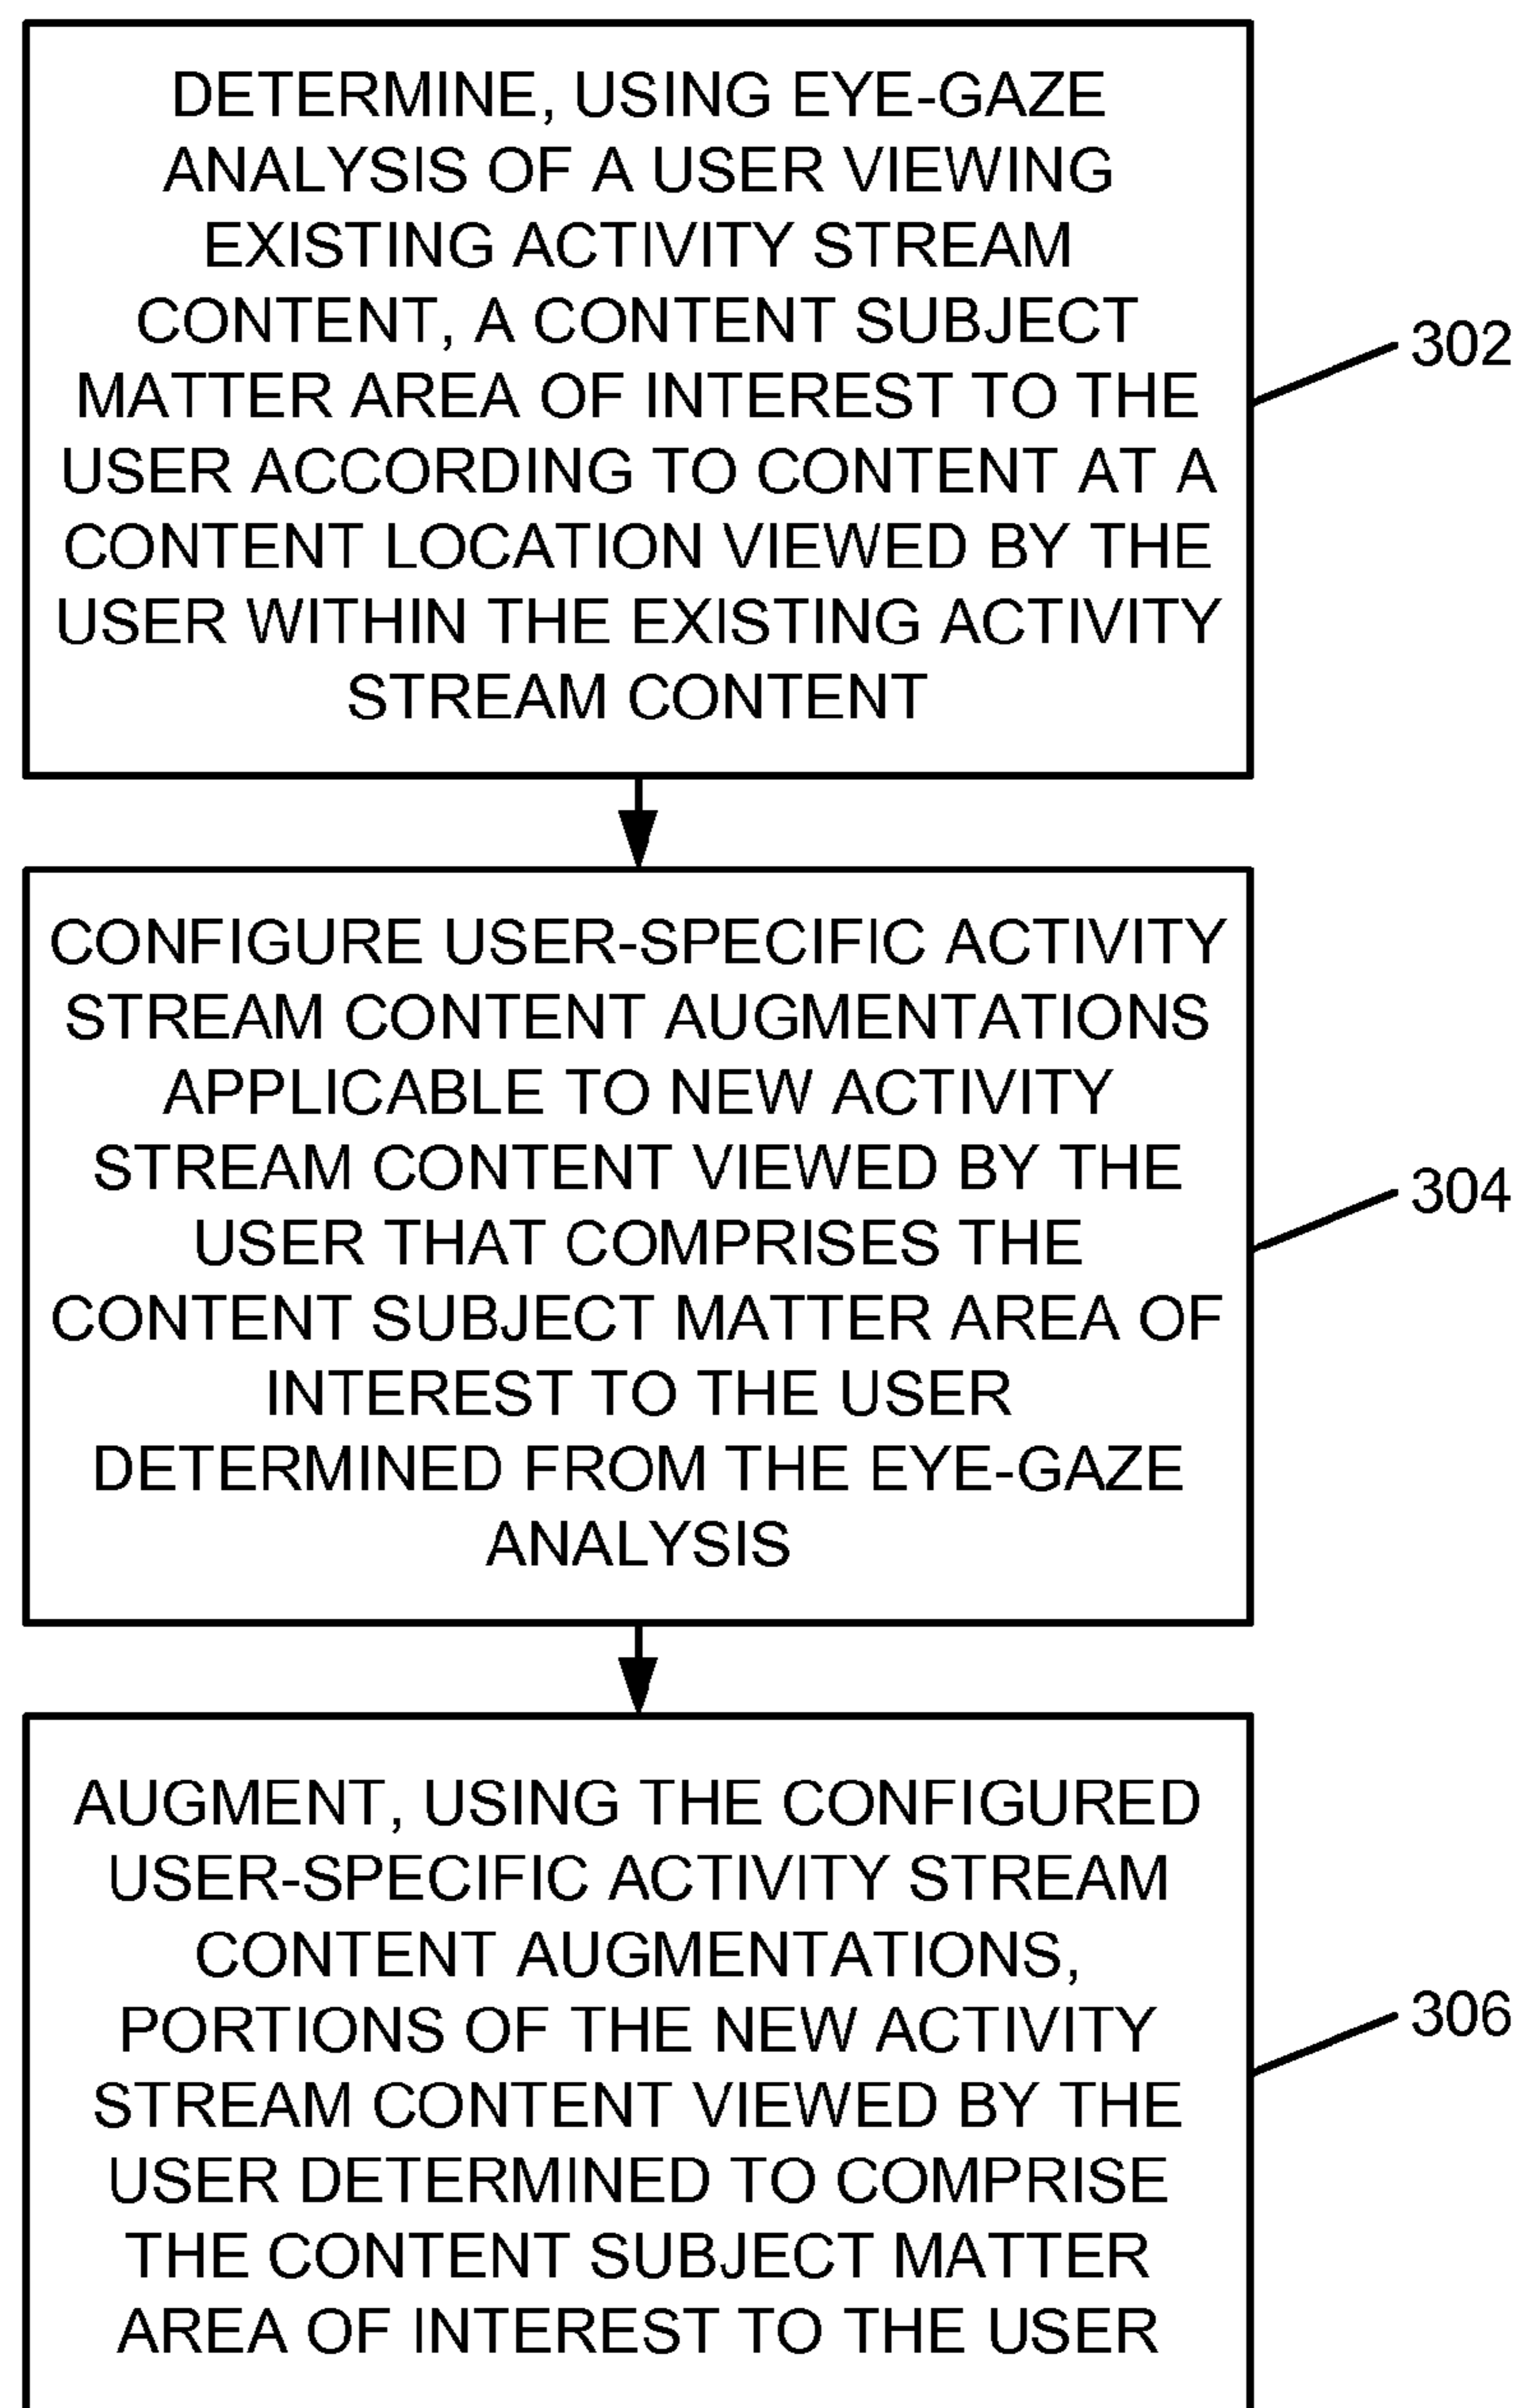 DETERMINE, USING EYE-GAZE
ANALYSIS OF A USER VIEWING
EXISTING ACTIVITY STREAM
CONTENT, A CONTENT SUBJECT
MATTER AREA OF INTEREST TO THE
USER ACCORDING TO CONTENT AT A
CONTENT LOCATION VIEWED BY THE
USER WITHIN THE EXISTING ACTIVITY
STREAM CONTENT
302
CONFIGURE USER-SPECIFIC ACTIVITY
STREAM CONTENT AUGMENTATIONS
APPLICABLE TO NEW ACTIVITY
STREAM CONTENT VIEWED BY THE
USER THAT COMPRISES THE
CONTENT SUBJECT MATTER AREA OF
INTEREST TO THE USER
DETERMINED FROM THE EYE-GAZE
ANALYSIS
304
AUGMENT, USING THE CONFIGURED
USER-SPECIFIC ACTIVITY STREAM
CONTENT AUGMENTATIONS,
PORTIONS OF THE NEW ACTIVITY
STREAM CONTENT VIEWED BY THE
USER DETERMINED TO COMPRISE
THE CONTENT SUBJECT MATTER
AREA OF INTEREST TO THE USER
306